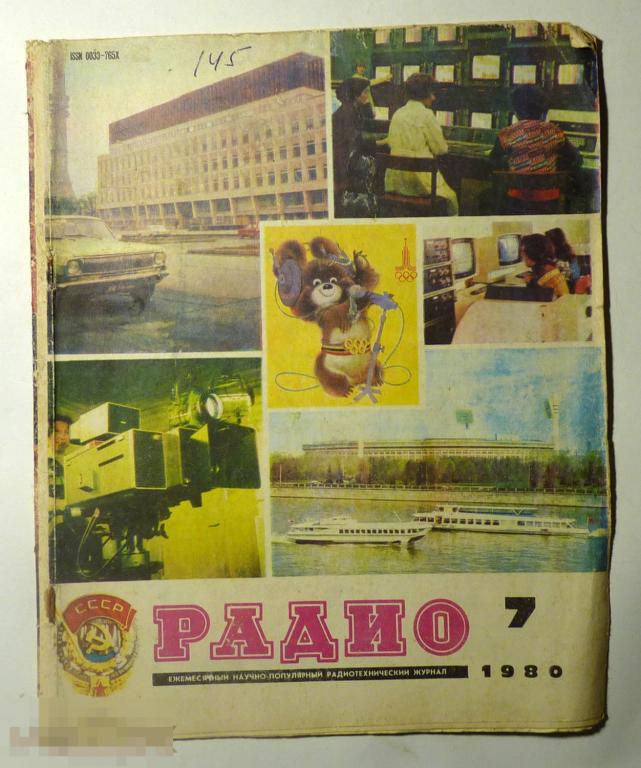 ISSN 0033-765X
145
СССР
РАДИО
7
ЕЖЕМЕСЯЧНЫЙ НАУЧНО-ПОПУЛЯРНЫЙ РАДИОТЕХНИЧЕСКИЙ ЖУРНАЛ
1980